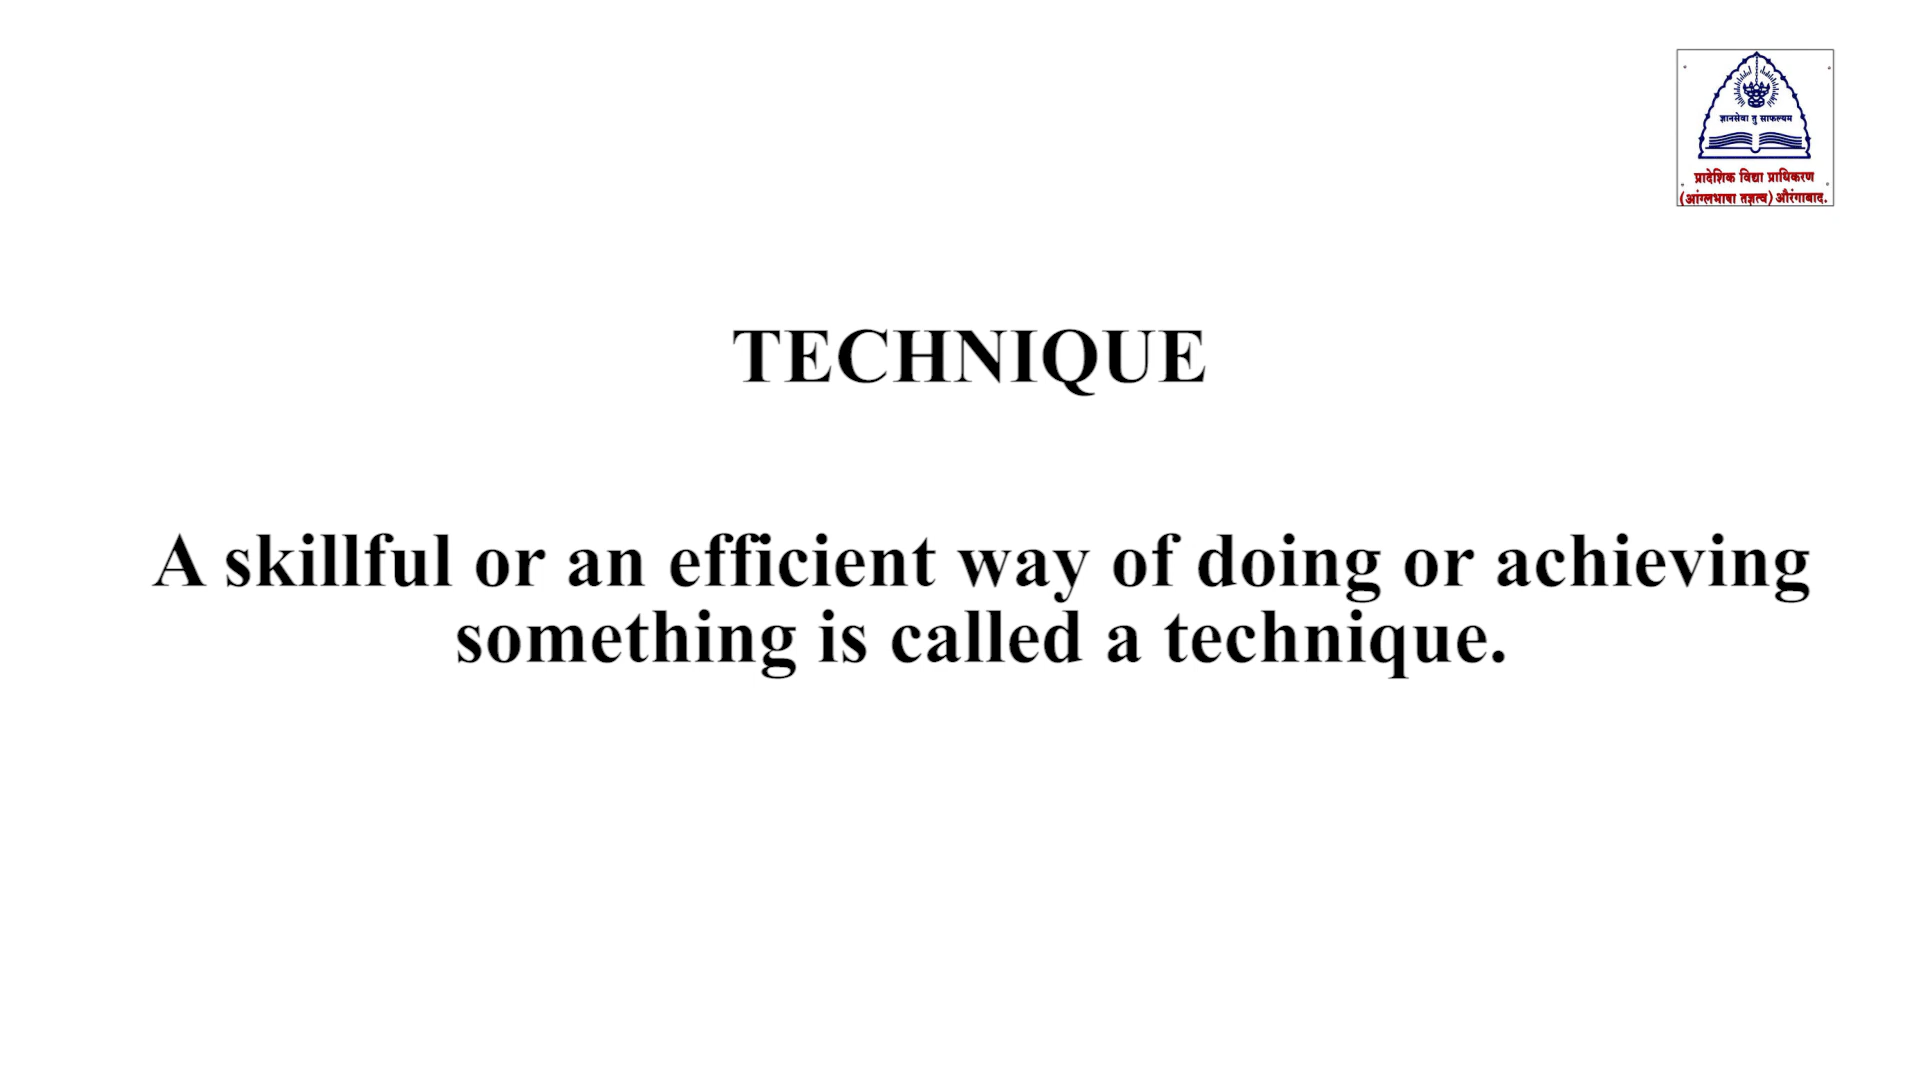 ज्ञानसेवा तु साफल्यम
प्रादेशिक विद्या प्राधिकरण
(आंग्लभाषा तज्ञत्व) औरंगाबाद.
TECHNIQUE
A skillful or an efficient way of doing or achieving
something is called a technique.